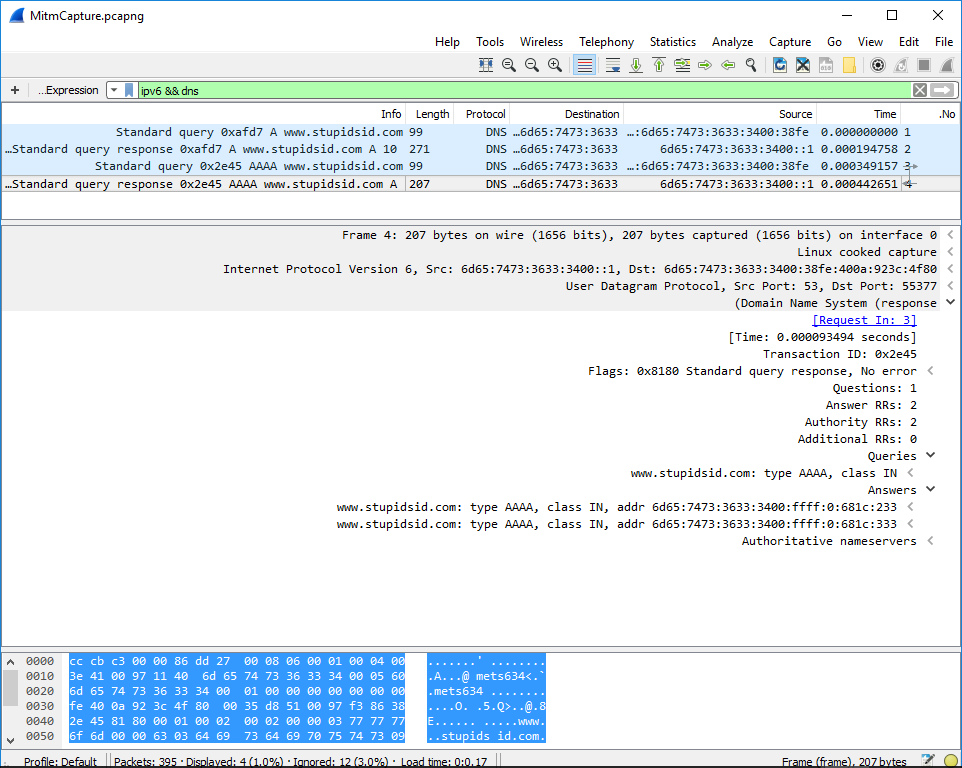 MitmCapture.pcapng
Help Tools Wireless Telephony Statistics Analyze Capture Go View Edit File
+ ...Expression ipv6 && dns
Info Length Protocol Destination Source Time .No
Standard query 0xafd7 A www.stupidsid.com 99 DNS …6d65:7473:3633 …:6d65:7473:3633:3400:38fe 0.000000000 1
…Standard query response 0xafd7 A www.stupidsid.com A 10 271 DNS …6d65:7473:3633 6d65:7473:3633:3400::1 0.000194758 2
Standard query 0x2e45 AAAA www.stupidsid.com 99 DNS …6d65:7473:3633 …:6d65:7473:3633:3400:38fe 0.000349157 3
…Standard query response 0x2e45 AAAA www.stupidsid.com A 207 DNS …6d65:7473:3633 6d65:7473:3633:3400::1 0.000442651 4
Frame 4: 207 bytes on wire (1656 bits), 207 bytes captured (1656 bits) on interface 0
Linux cooked capture
Internet Protocol Version 6, Src: 6d65:7473:3633:3400::1, Dst: 6d65:7473:3633:3400:38fe:400a:923c:4f80
User Datagram Protocol, Src Port: 53, Dst Port: 55377
(Domain Name System (response
[Request In: 3]
[Time: 0.000093494 seconds]
Transaction ID: 0x2e45
Flags: 0x8180 Standard query response, No error
Questions: 1
Answer RRs: 2
Authority RRs: 2
Additional RRs: 0
Queries
www.stupidsid.com: type AAAA, class IN
Answers
www.stupidsid.com: type AAAA, class IN, addr 6d65:7473:3633:3400:ffff:0:681c:233
www.stupidsid.com: type AAAA, class IN, addr 6d65:7473:3633:3400:ffff:0:681c:333
Authoritative nameservers
0000 cc cb c3 00 00 86 dd 27 00 08 06 00 01 00 04 00 .......' ........
0010 3e 41 00 97 11 40 6d 65 74 73 36 33 34 00 05 60 .A...@ mets634<.`
0020 6d 65 74 73 36 33 34 00 01 00 00 00 00 00 00 00 .mets634 ........
0030 fe 40 0a 92 3c 4f 80 00 35 d8 51 00 97 f3 86 38 ....O. .5.Q>..@.8
0040 2e 45 81 80 00 01 00 02 00 02 00 00 03 77 77 77 E...... .....www.
0050 6f 6d 00 00 63 03 64 69 73 64 69 70 75 74 73 09 ..stupids id.com.
Profile: Default Packets: 395 · Displayed: 4 (1.0%) · Ignored: 12 (3.0%) · Load time: 0:0.17 Frame (frame), 207 bytes